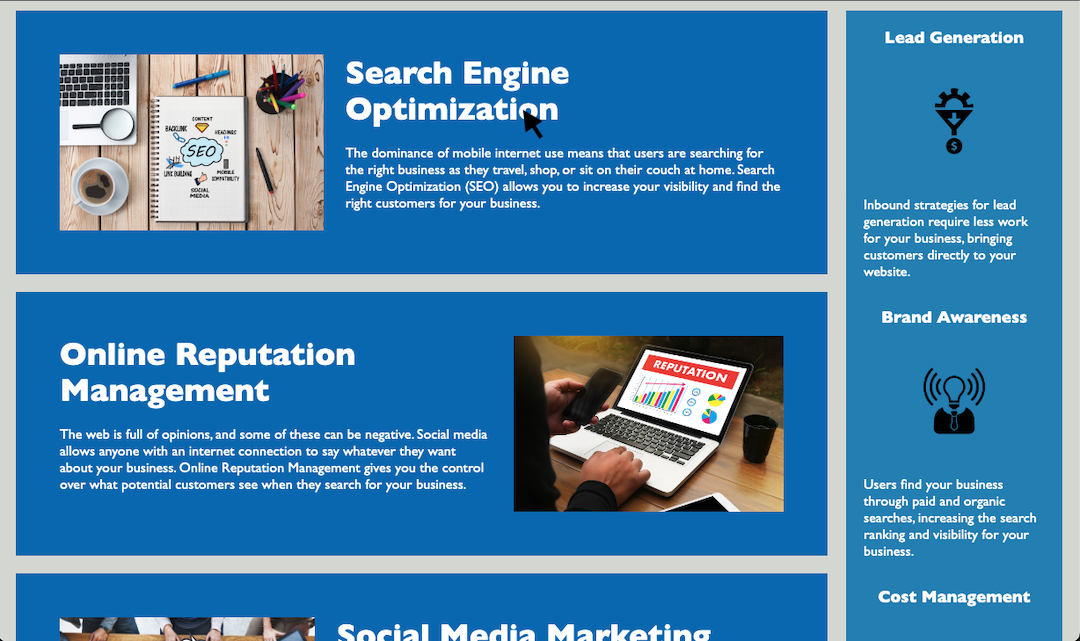 Search Engine
Optimization
The dominance of mobile internet use means that users are searching for
the right business as they travel, shop, or sit on their couch at home. Search
Engine Optimization (SEO) allows you to increase your visibility and find the
right customers for your business.
CONTENT
BACKLINK
HEADINGS
SEO
LINK BUILDING
MOBILE
COMPATIBILITY
SOCIAL
MEDIA
Online Reputation
Management
The web is full of opinions, and some of these can be negative. Social media
allows anyone with an internet connection to say whatever they want
about your business. Online Reputation Management gives you the control
over what potential customers see when they search for your business.
REPUTATION
Social Media Marketing
Lead Generation
$
Inbound strategies for lead
generation require less work
for your business, bringing
customers directly to your
website.
Brand Awareness
Users find your business
through paid and organic
searches, increasing the search
ranking and visibility for your
business.
Cost Management